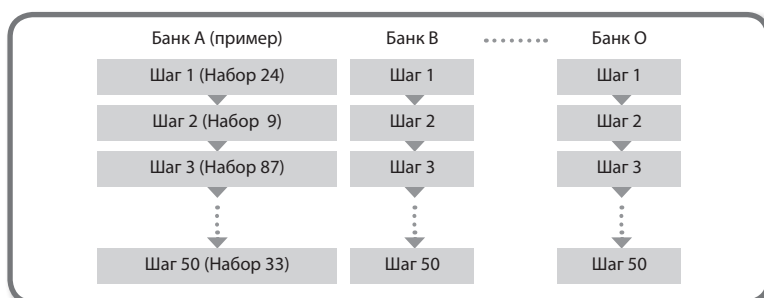 Банк A (пример) Банк B Банк O
Шаг 1 (Набор 24) Шаг 1 Шаг 1
Шаг 2 (Набор 9) Шаг 2 Шаг 2
Шаг 3 (Набор 87) Шаг 3 Шаг 3
Шаг 50 (Набор 33) Шаг 50 Шаг 50